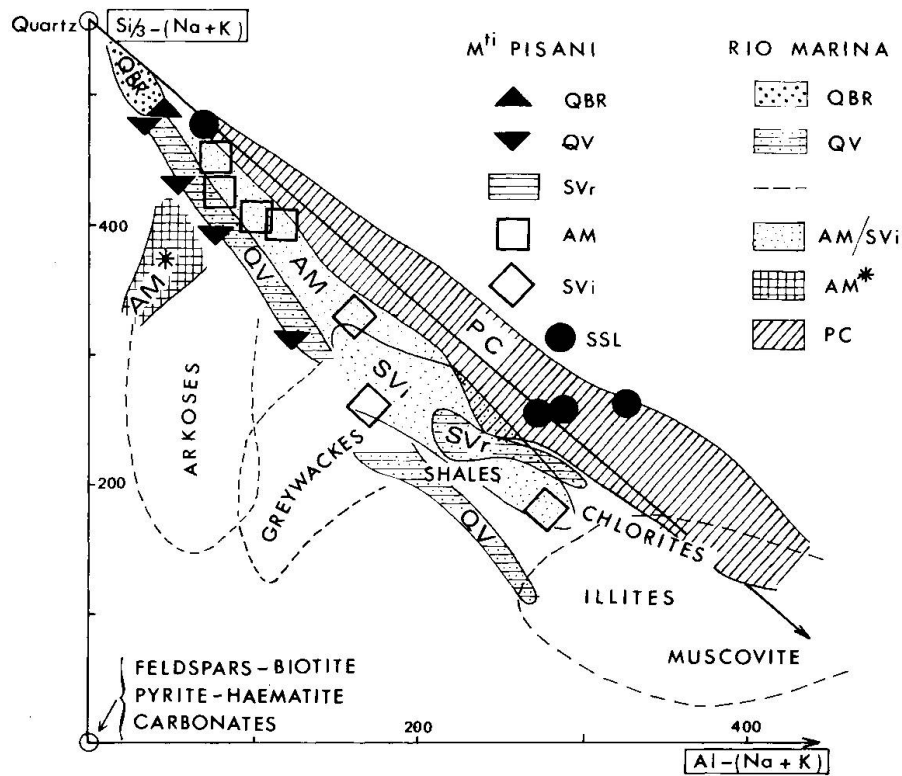 Quartz
Si/3-(Na+K)
Mti PISANI
RIO MARINA
QBR
QBR
QV
QV
SVr
AM
AM/SVi
SVi
AM*
SSL
PC
QBR
400
AM*
QV
AM
PC
SVi
ARKOSES
GREYWACKES
SVr
SHALES
200
QV
CHLORITES
ILLITES
MUSCOVITE
FELDSPARS-BIOTITE
PYRITE-HAEMATITE
CARBONATES
200
400
Al-(Na+K)